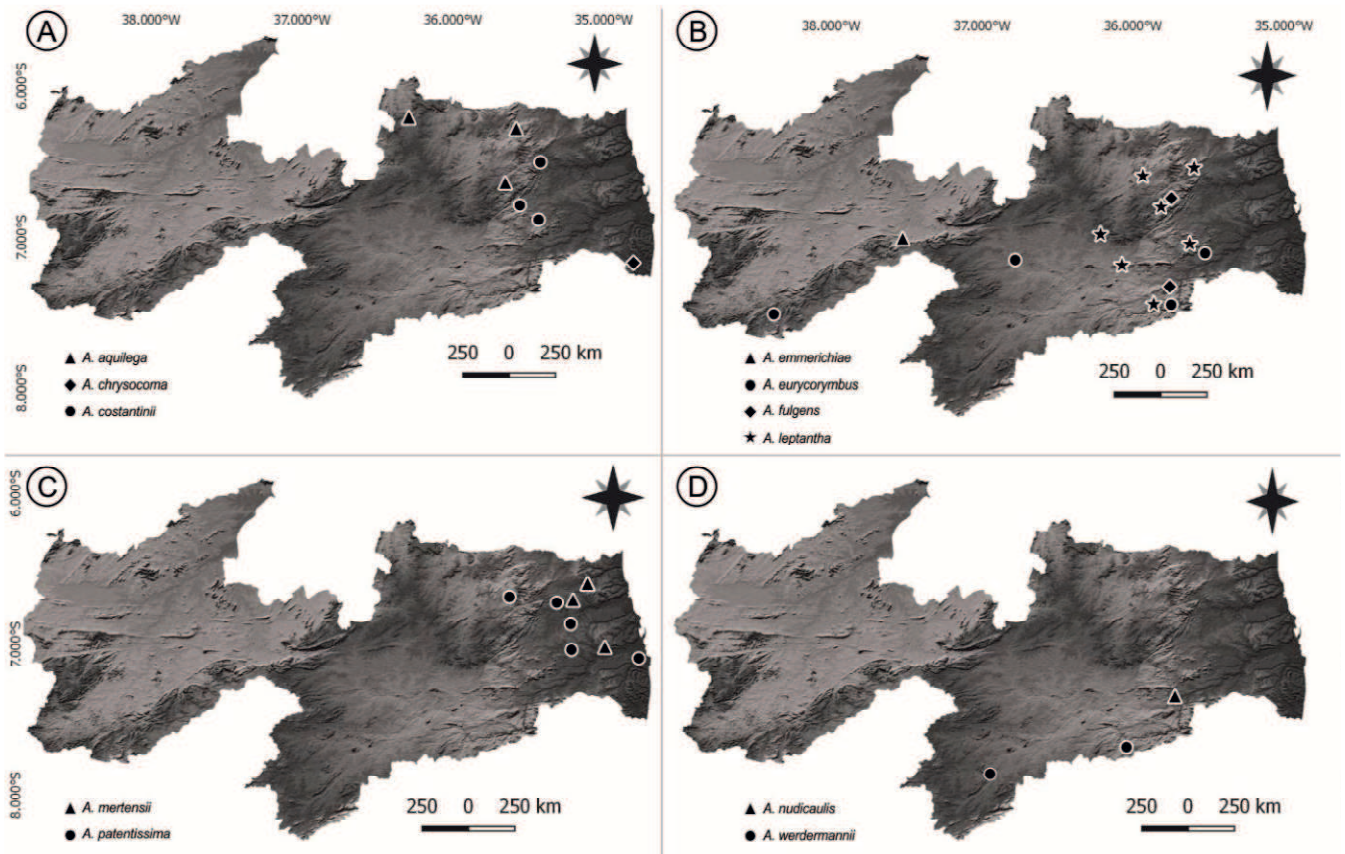 A
38.000°W 37.000°W 36.000°W 35.000°W
6.000°S
7.000°S
8.000°S
A. aquilega
A. chrysocoma
A. costantinii
250 0 250 km
B
38.000°W 37.000°W 36.000°W 35.000°W
A. emmerichiae
A. eurycorymbus
A. fulgens
A. leptantha
250 0 250 km
C
6.000°S
7.000°S
8.000°S
A. mertensii
A. patentissima
250 0 250 km
D
A. nudicaulis
A. werdermannii
250 0 250 km